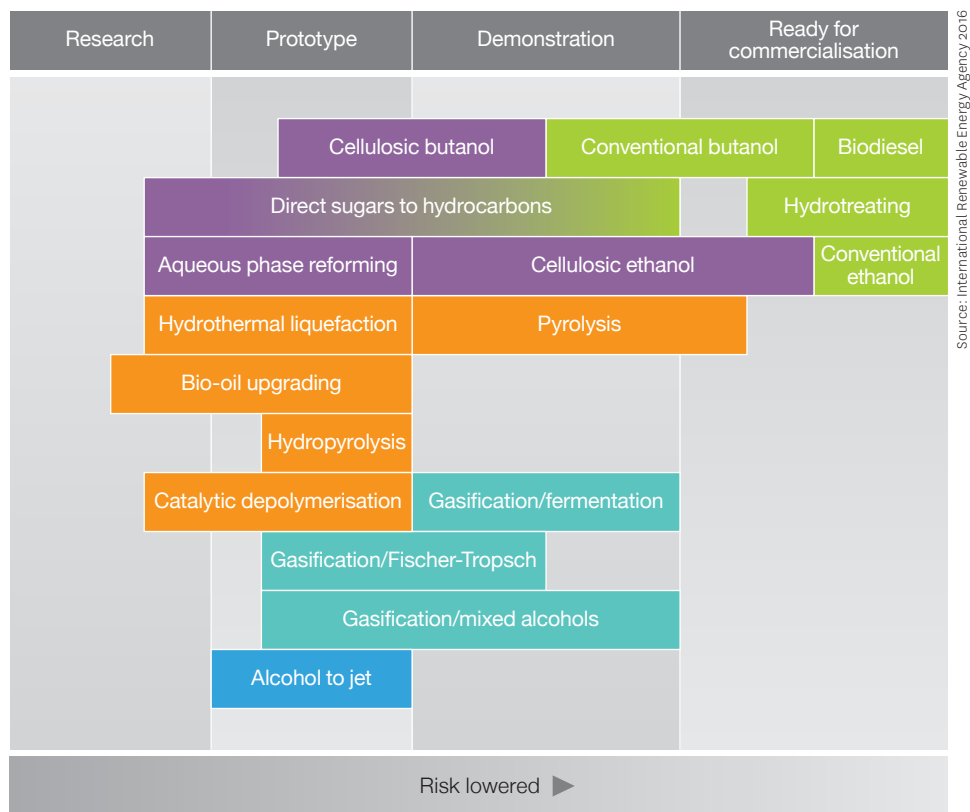 Research
Prototype
Demonstration
Ready for
commercialisation
Cellulosic butanol
Conventional butanol
Biodiesel
Direct sugars to hydrocarbons
Hydrotreating
Aqueous phase reforming
Cellulosic ethanol
Conventional
ethanol
Hydrothermal liquefaction
Pyrolysis
Bio-oil upgrading
Hydropyrolysis
Catalytic depolymerisation
Gasification/fermentation
Gasification/Fischer-Tropsch
Gasification/mixed alcohols
Alcohol to jet
Risk lowered
Source: International Renewable Energy Agency 2016